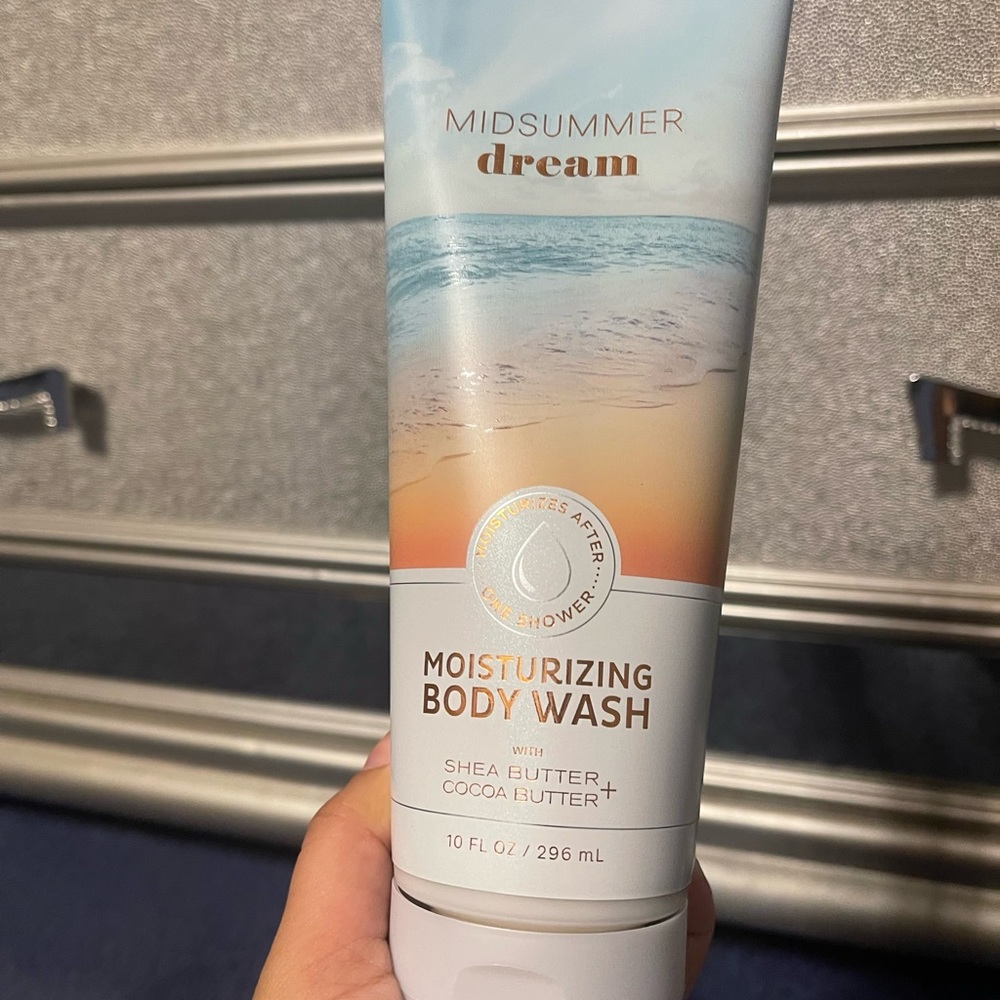 MIDSUMMER
dream
MOISTURIZES AFTER
ONE SHOWER
MOISTURIZING
BODY WASH
WITH
SHEA BUTTER +
COCOA BUTTER
10 FL OZ / 296 mL